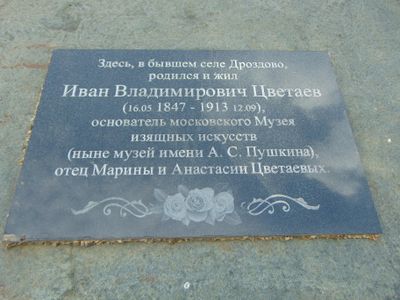 Здесь, в бывшем селе Дроздово,
родился и жил
Иван Владимирович Цветаев
(16.05 1847 - 1913 12.09),
основатель московского Музея
изящных искусств
(ныне музей имени А. С. Пушкина),
отец Марины и Анастасии Цветаевых.